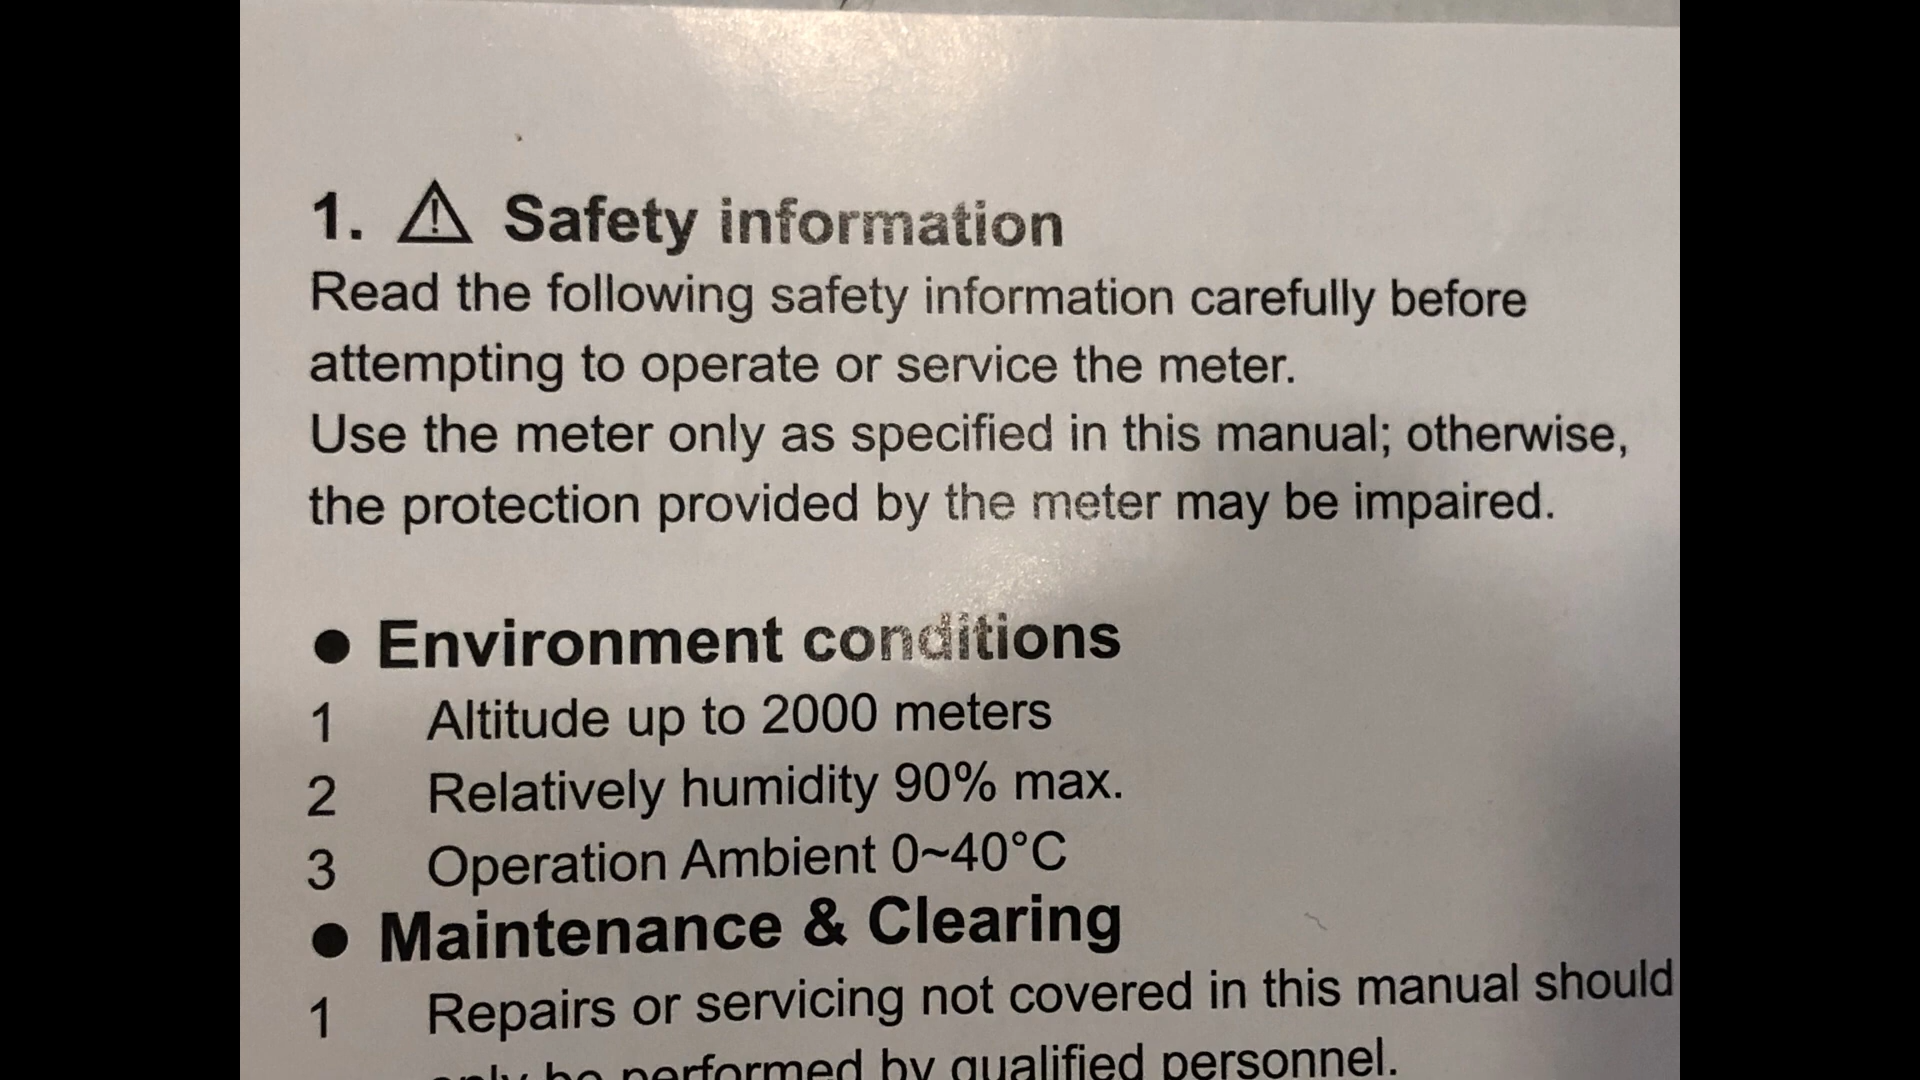 1. ⚠ Safety information
Read the following safety information carefully before
attempting to operate or service the meter.
Use the meter only as specified in this manual; otherwise,
the protection provided by the meter may be impaired.
● Environment conditions
1 Altitude up to 2000 meters
2 Relatively humidity 90% max.
3 Operation Ambient 0~40°C
● Maintenance & Clearing
1 Repairs or servicing not covered in this manual should
only be performed by qualified personnel.